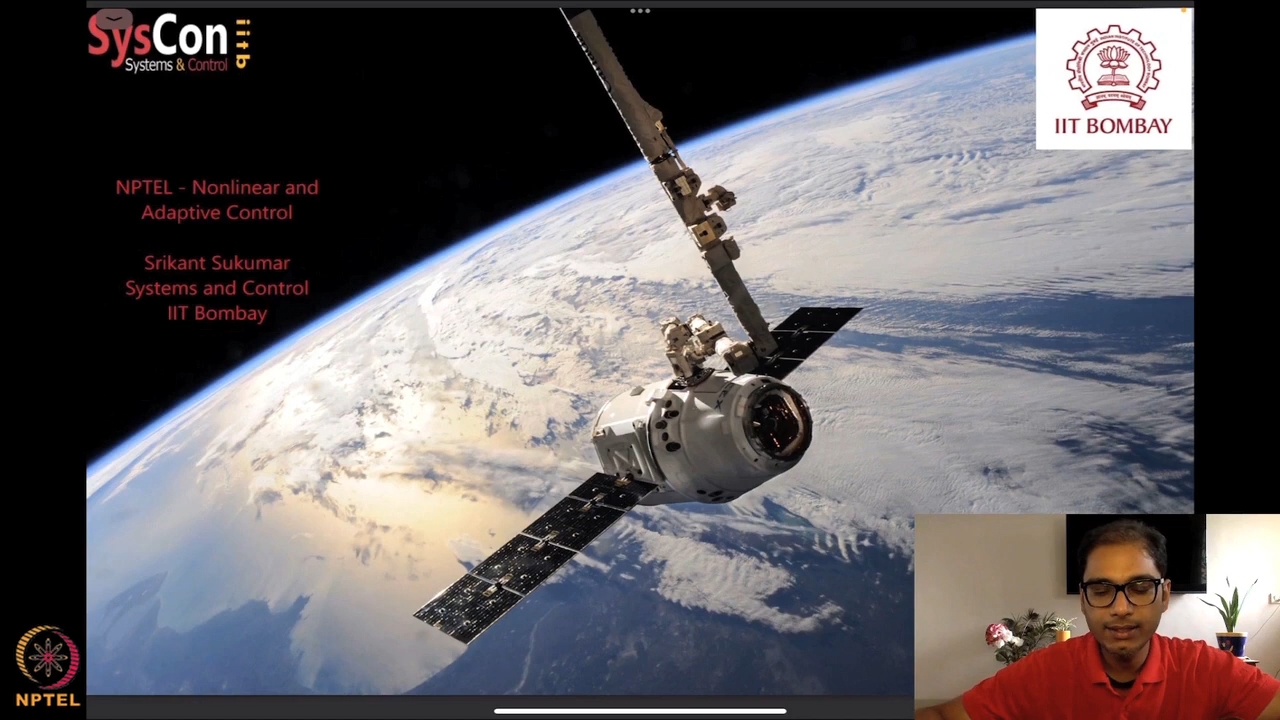 SysCon iitb
Systems & Control
IIT BOMBAY
NPTEL - Nonlinear and
Adaptive Control
Srikant Sukumar
Systems and Control
IIT Bombay
NPTEL